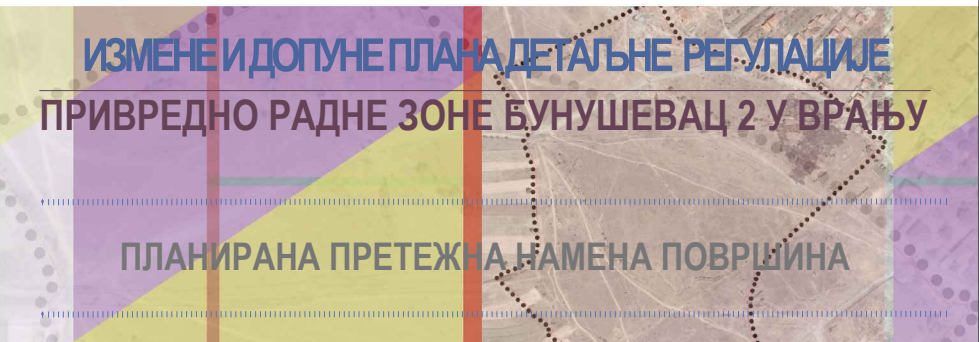 ИЗМЕНЕ И ДОПУНЕ ПЛАНА ДЕТАЉНЕ РЕГУЛАЦИЈЕ
ПРИВРЕДНО РАДНЕ ЗОНЕ БУНУШЕВАЦ 2 У ВРАЊУ
ПЛАНИРАНА ПРЕТЕЖНА НАМЕНА ПОВРШИНА